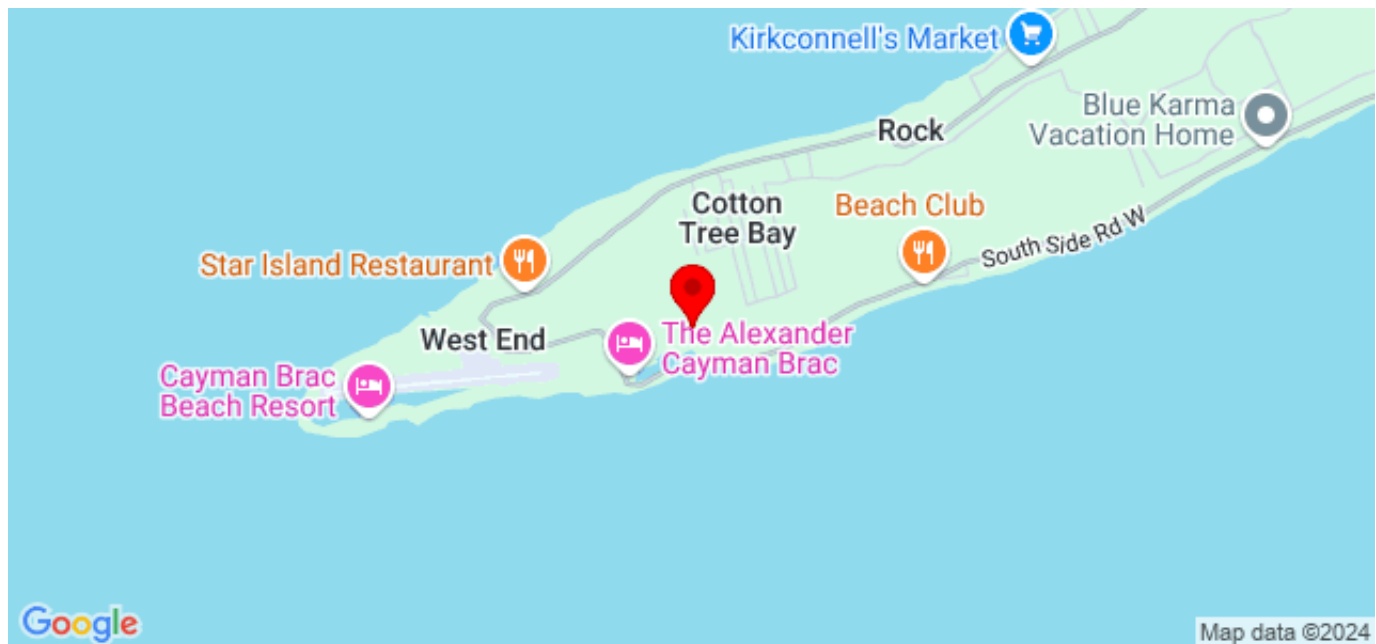 Kirkconnell's Market
Blue Karma
Vacation Home
Rock
Cotton
Tree Bay
Beach Club
South Side Rd W
Star Island Restaurant
West End
The Alexander
Cayman Brac
Cayman Brac
Beach Resort
Google
Map data ©2024